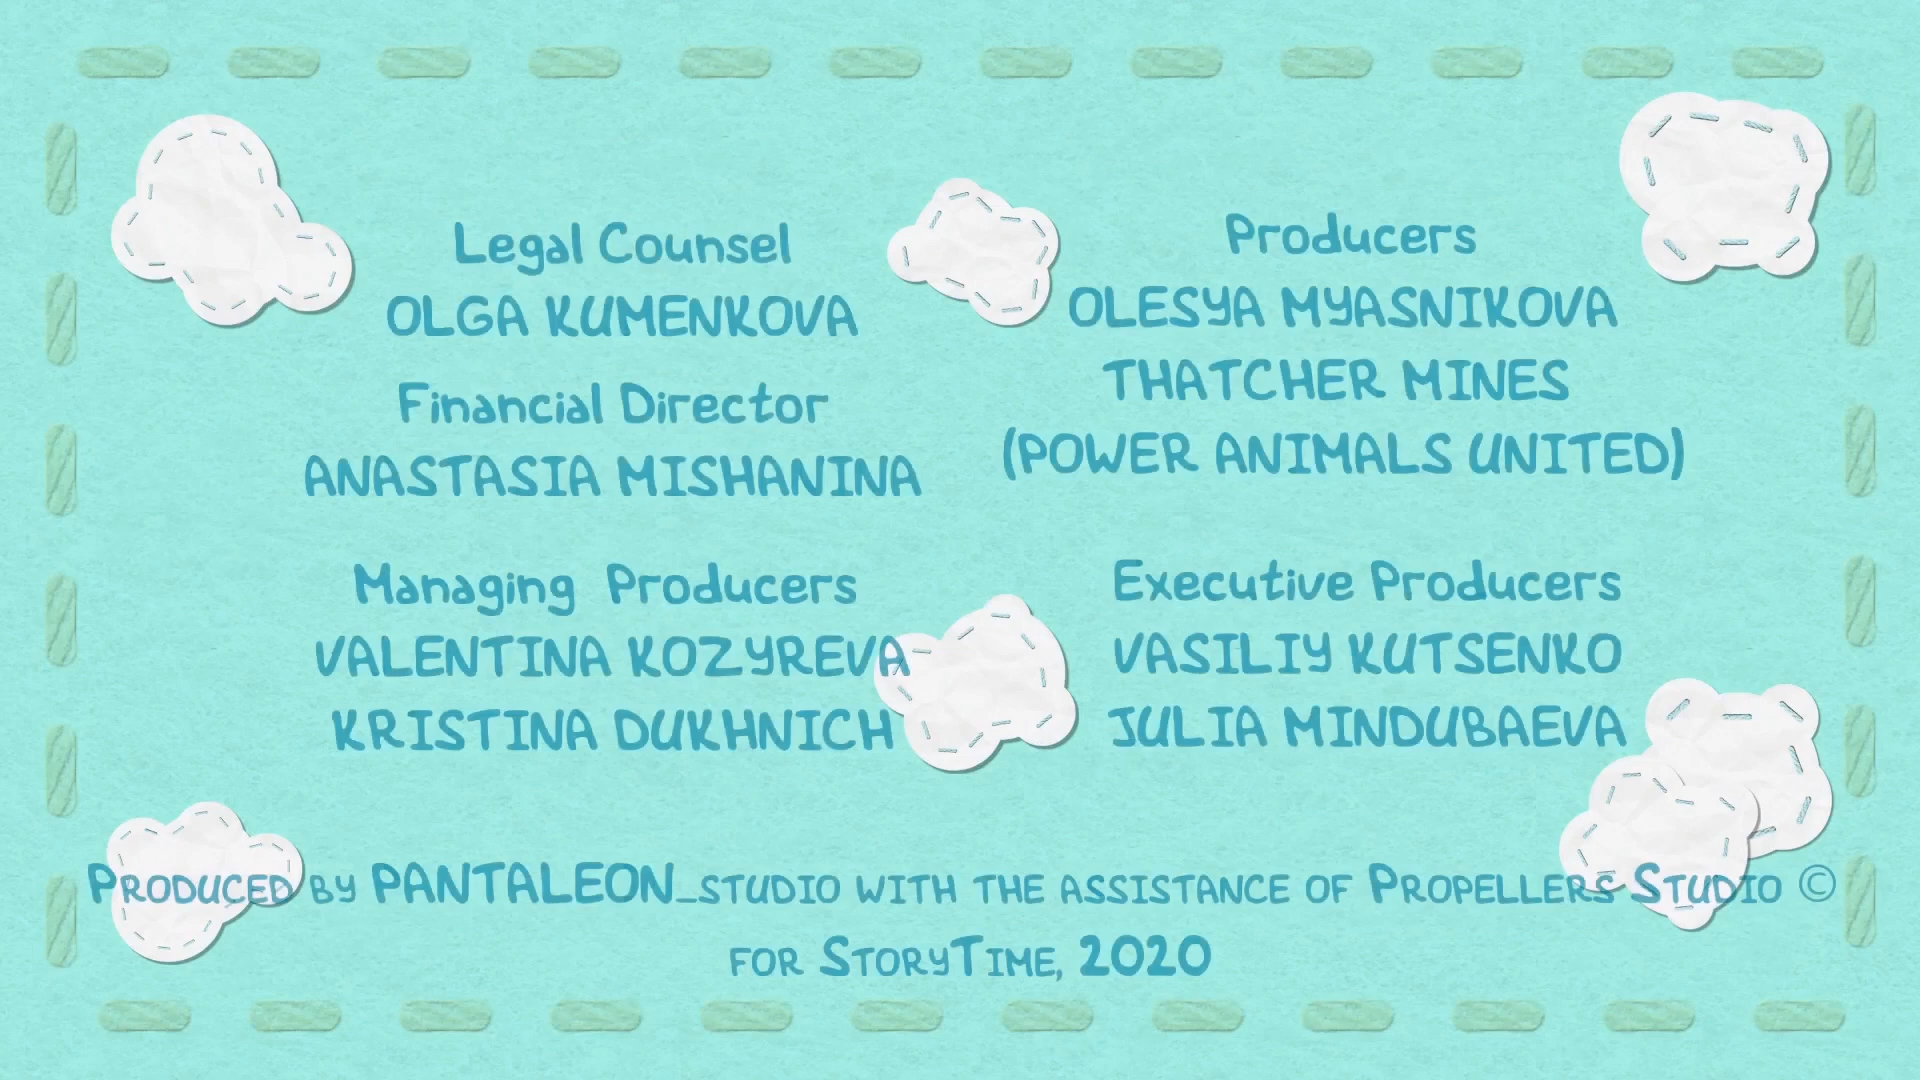 Legal Counsel
OLGA KUMENKOVA
Financial Director
ANASTASIA MISHANINA
Managing Producers
VALENTINA KOZYREVA
KRISTINA DUKHNICH
Producers
OLESYA MYASNIKOVA
THATCHER MINES
(POWER ANIMALS UNITED)
Executive Producers
VASILIY KUTSENKO
JULIA MINDUBAEVA
PRODUCED BY PANTALEON_STUDIO WITH THE ASSISTANCE OF PROPELLERS STUDIO ©
FOR STORYTIME, 2020